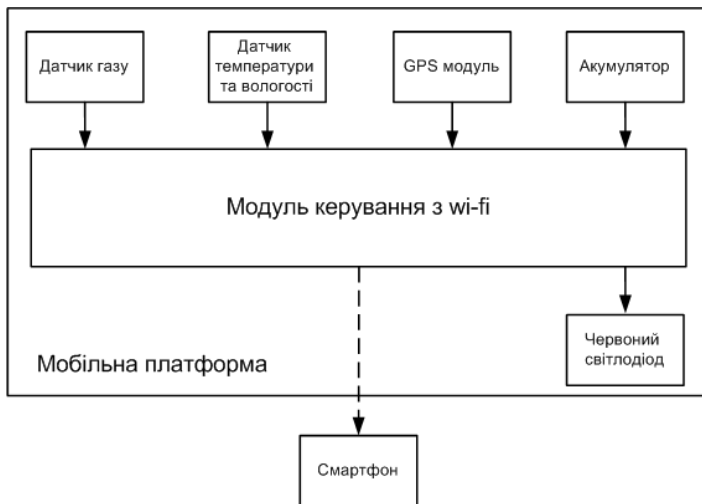 Датчик газу
Датчик
температури
та вологості
GPS модуль
Акумулятор
Модуль керування з wi-fi
Червоний
світлодіод
Мобільна платформа
Смартфон